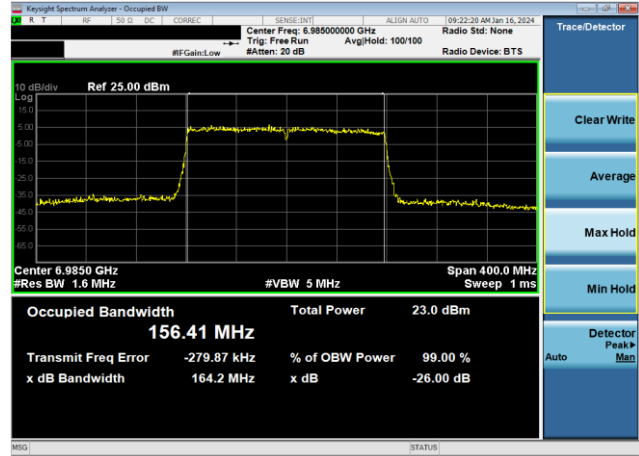 Keysight Spectrum Analyzer - Occupied BW
R T RF 50 Ω DC CORREC SENSE:INT ALIGN AUTO 09:22:20 AM Jan 16, 2024
Center Freq: 6.985000000 GHz Radio Std: None
Trig: Free Run Avg|Hold: 100/100
#IFGain:Low #Atten: 20 dB Radio Device: BTS
10 dB/div Ref 25.00 dBm
Log
15.0
5.00
-5.00
-15.0
-25.0
-35.0
-45.0
-55.0
-65.0
Center 6.9850 GHz Span 400.0 MHz
#Res BW 1.6 MHz #VBW 5 MHz Sweep 1 ms
Occupied Bandwidth Total Power 23.0 dBm
156.41 MHz
Transmit Freq Error -279.87 kHz % of OBW Power 99.00 %
x dB Bandwidth 164.2 MHz x dB -26.00 dB
MSG STATUS
Trace/Detector
Clear Write
Average
Max Hold
Min Hold
Detector
Peak▶
Auto Man